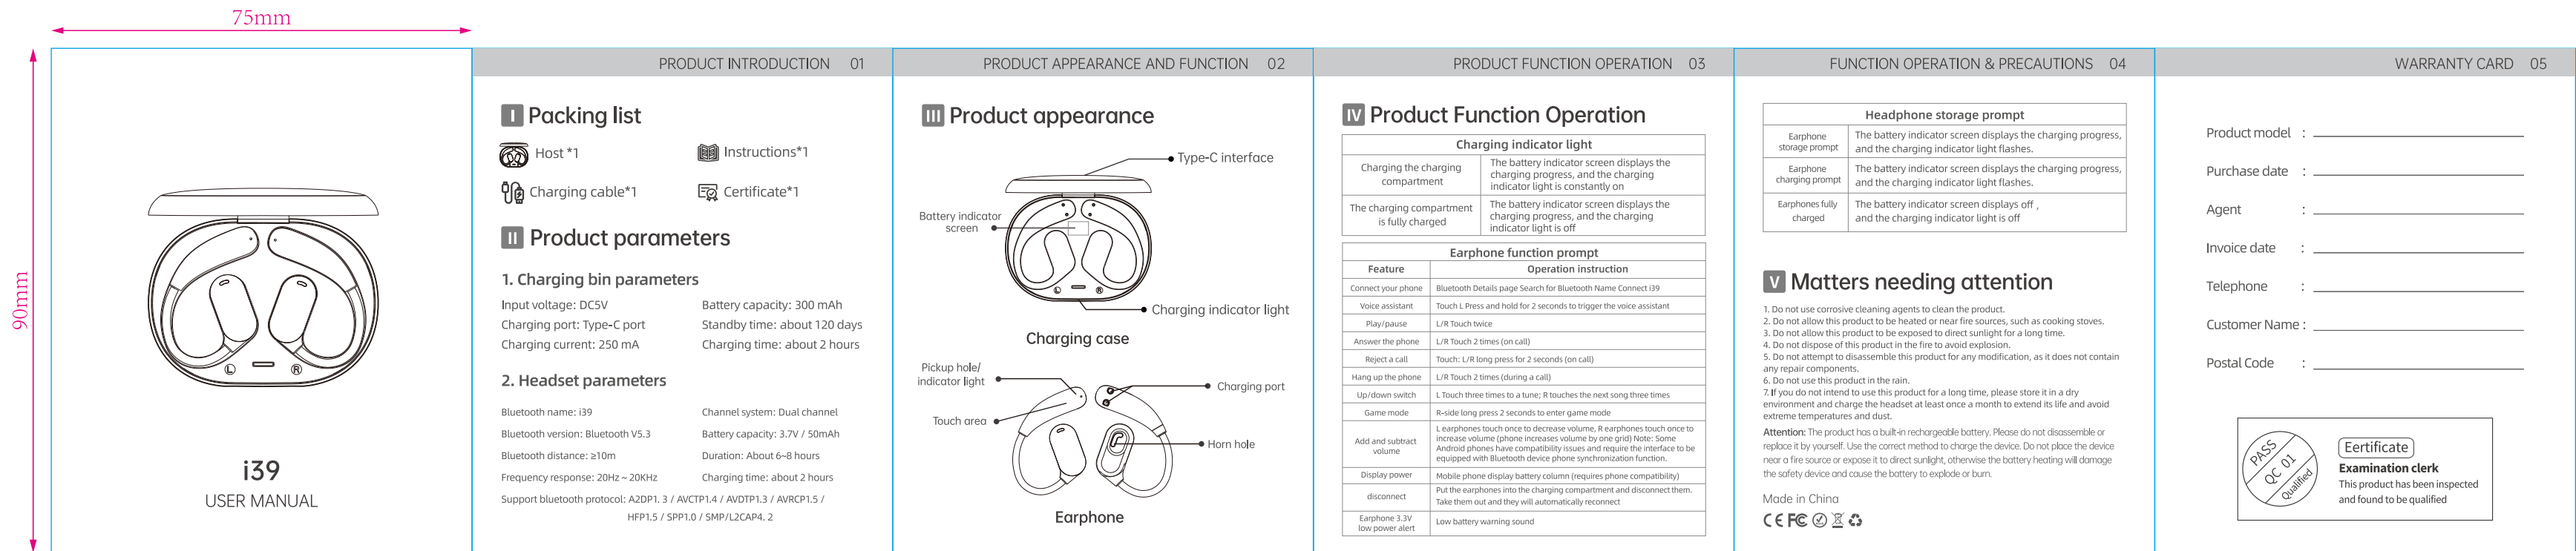 75mm
90mm
i39
USER MANUAL
PRODUCT INTRODUCTION 01
I Packing list
Host *1
Instructions*1
Charging cable*1
Certificate*1
II Product parameters
1. Charging bin parameters
Input voltage: DC5V
Battery capacity: 300 mAh
Charging port: Type-C port
Standby time: about 120 days
Charging current: 250 mA
Charging time: about 2 hours
2. Headset parameters
Bluetooth name: i39
Channel system: Dual channel
Bluetooth version: Bluetooth V5.3
Battery capacity: 3.7V / 50mAh
Bluetooth distance: ≥10m
Duration: About 6~8 hours
Frequency response: 20Hz ~ 20KHz
Charging time: about 2 hours
Support bluetooth protocol: A2DP1. 3 / AVCTP1.4 / AVDTP1.3 / AVRCP1.5 /
HFP1.5 / SPP1.0 / SMP/L2CAP4. 2
PRODUCT APPEARANCE AND FUNCTION 02
III Product appearance
Type-C interface
Battery indicator
screen
L
R
Charging indicator light
Charging case
Pickup hole/
indicator light
Charging port
Touch area
Horn hole
Earphone
PRODUCT FUNCTION OPERATION 03
IV Product Function Operation
Charging indicator light
Charging the charging
compartment
The battery indicator screen displays the
charging progress, and the charging
indicator light is constantly on
The charging compartment
is fully charged
The battery indicator screen displays the
charging progress, and the charging
indicator light is off
Earphone function prompt
Feature
Operation instruction
Connect your phone
Bluetooth Details page Search for Bluetooth Name Connect i39
Voice assistant
Touch L Press and hold for 2 seconds to trigger the voice assistant
Play/pause
L/R Touch twice
Answer the phone
L/R Touch 2 times (on call)
Reject a call
Touch: L/R long press for 2 seconds (on call)
Hang up the phone
L/R Touch 2 times (during a call)
Up/down switch
L Touch three times to a tune; R touches the next song three times
Game mode
R-side long press 2 seconds to enter game mode
Add and subtract
volume
L earphones touch once to decrease volume, R earphones touch once to
increase volume (phone increases volume by one grid) Note: Some
Android phones have compatibility issues and require the interface to be
equipped with Bluetooth device phone synchronization function.
Display power
Mobile phone display battery column (requires phone compatibility)
disconnect
Put the earphones into the charging compartment and disconnect them.
Take them out and they will automatically reconnect
Earphone 3.3V
low power alert
Low battery warning sound
FUNCTION OPERATION & PRECAUTIONS 04
Headphone storage prompt
Earphone
storage prompt
The battery indicator screen displays the charging progress,
and the charging indicator light flashes.
Earphone
charging prompt
The battery indicator screen displays the charging progress,
and the charging indicator light flashes.
Earphones fully
charged
The battery indicator screen displays off ,
and the charging indicator light is off
V Matters needing attention
1. Do not use corrosive cleaning agents to clean the product.
2. Do not allow this product to be heated or near fire sources, such as cooking stoves.
3. Do not allow this product to be exposed to direct sunlight for a long time.
4. Do not dispose of this product in the fire to avoid explosion.
5. Do not attempt to disassemble this product for any modification, as it does not contain
any repair components.
6. Do not use this product in the rain.
7. If you do not intend to use this product for a long time, please store it in a dry
environment and charge the headset at least once a month to extend its life and avoid
extreme temperatures and dust.
Attention: The product has a built-in rechargeable battery. Please do not disassemble or
replace it by yourself. Use the correct method to charge the device. Do not place the device
near a fire source or expose it to direct sunlight, otherwise the battery heating will damage
the safety device and cause the battery to explode or burn.
Made in China
CE FC
WARRANTY CARD 05
Product model :
Purchase date :
Agent :
Invoice date :
Telephone :
Customer Name :
Postal Code :
PASS
QC 01
Qualified
Eertificate
Examination clerk
This product has been inspected
and found to be qualified